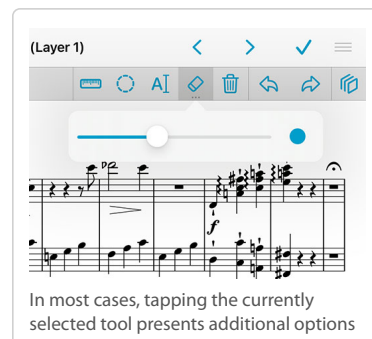 (Layer 1)
A
f
In most cases, tapping the currently
selected tool presents additional options